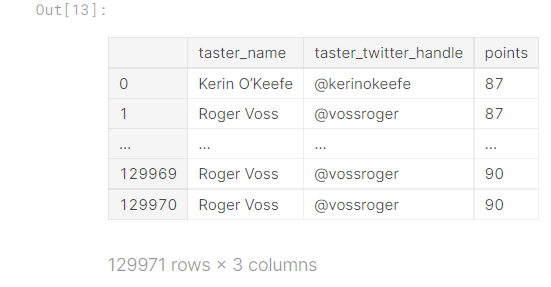 Out[13]:
taster_name taster_twitter_handle points
0 Kerin O’Keefe @kerinokeefe 87
1 Roger Voss @vossroger 87
... ... ... ...
129969 Roger Voss @vossroger 90
129970 Roger Voss @vossroger 90
129971 rows × 3 columns